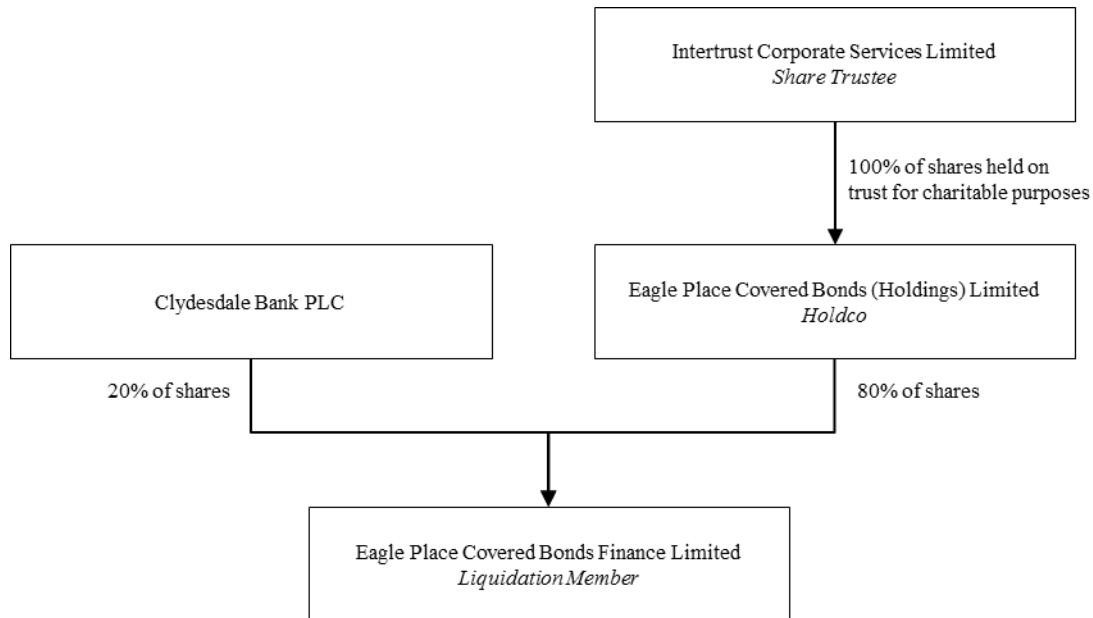 Intertrust Corporate Services Limited
Share Trustee
100% of shares held on
trust for charitable purposes
Clydesdale Bank PLC
Eagle Place Covered Bonds (Holdings) Limited
Holdco
20% of shares
80% of shares
Eagle Place Covered Bonds Finance Limited
Liquidation Member